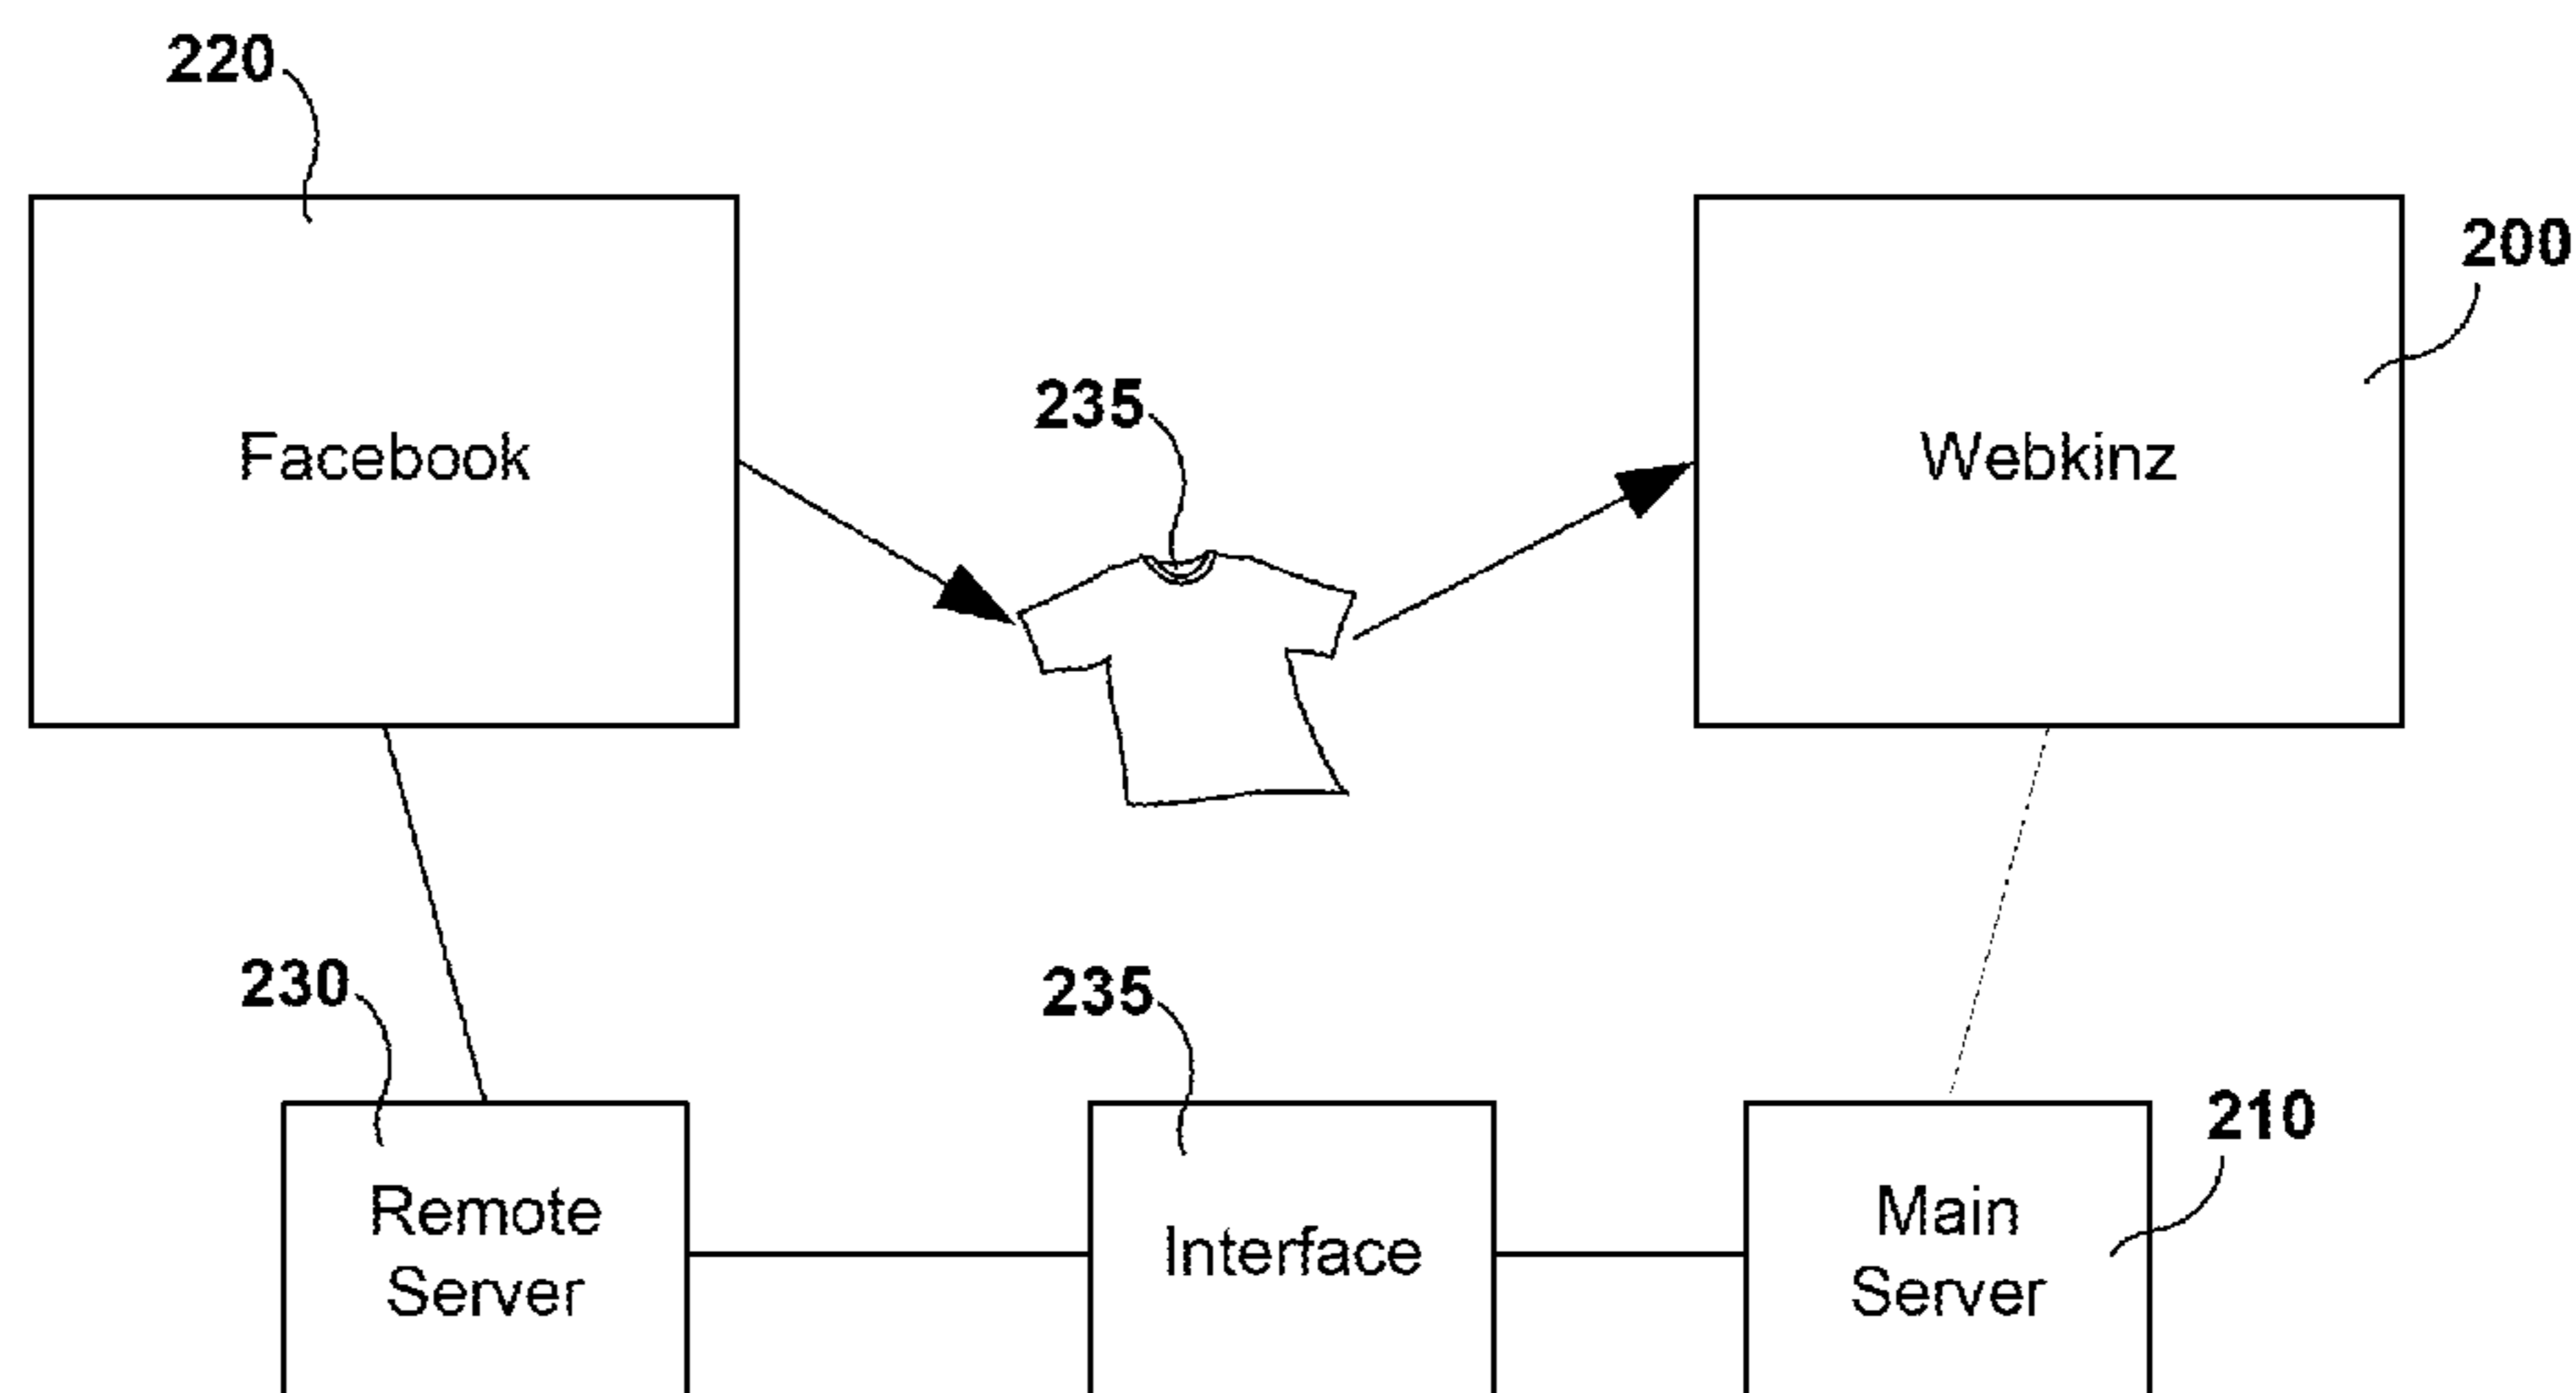 220
200
235
Facebook
Webkinz
230
235
210
Remote
Server
Interface
Main
Server